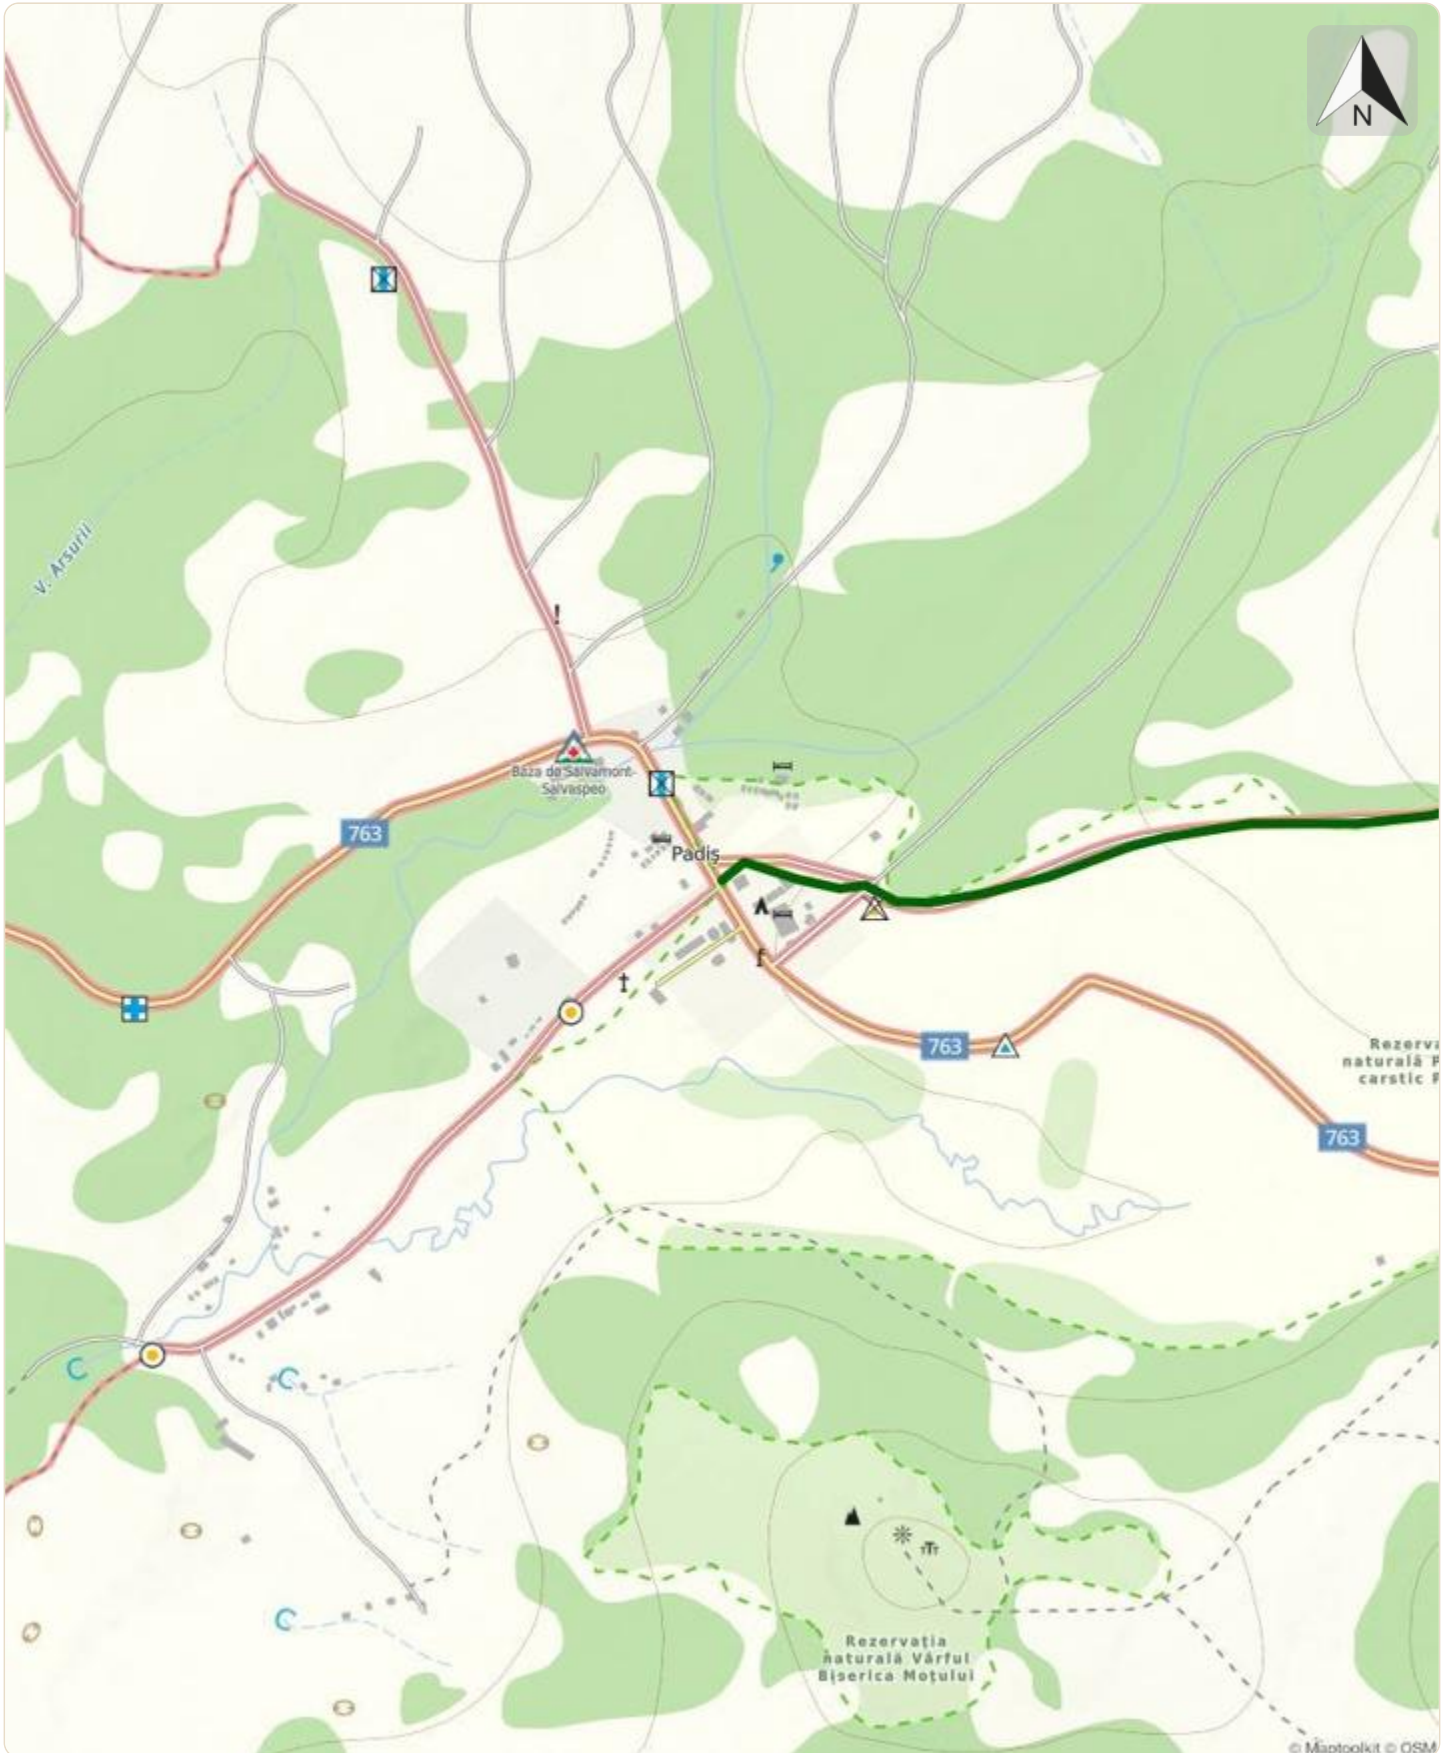 N
V. Arsurii
Baza de Salvamont-
Salvaspeo
763
Padiș
763
Rezerva
naturală P
carstic P
763
Rezervația
naturală Vârful
Biserica Moțului
© Maptoolkit © OSM